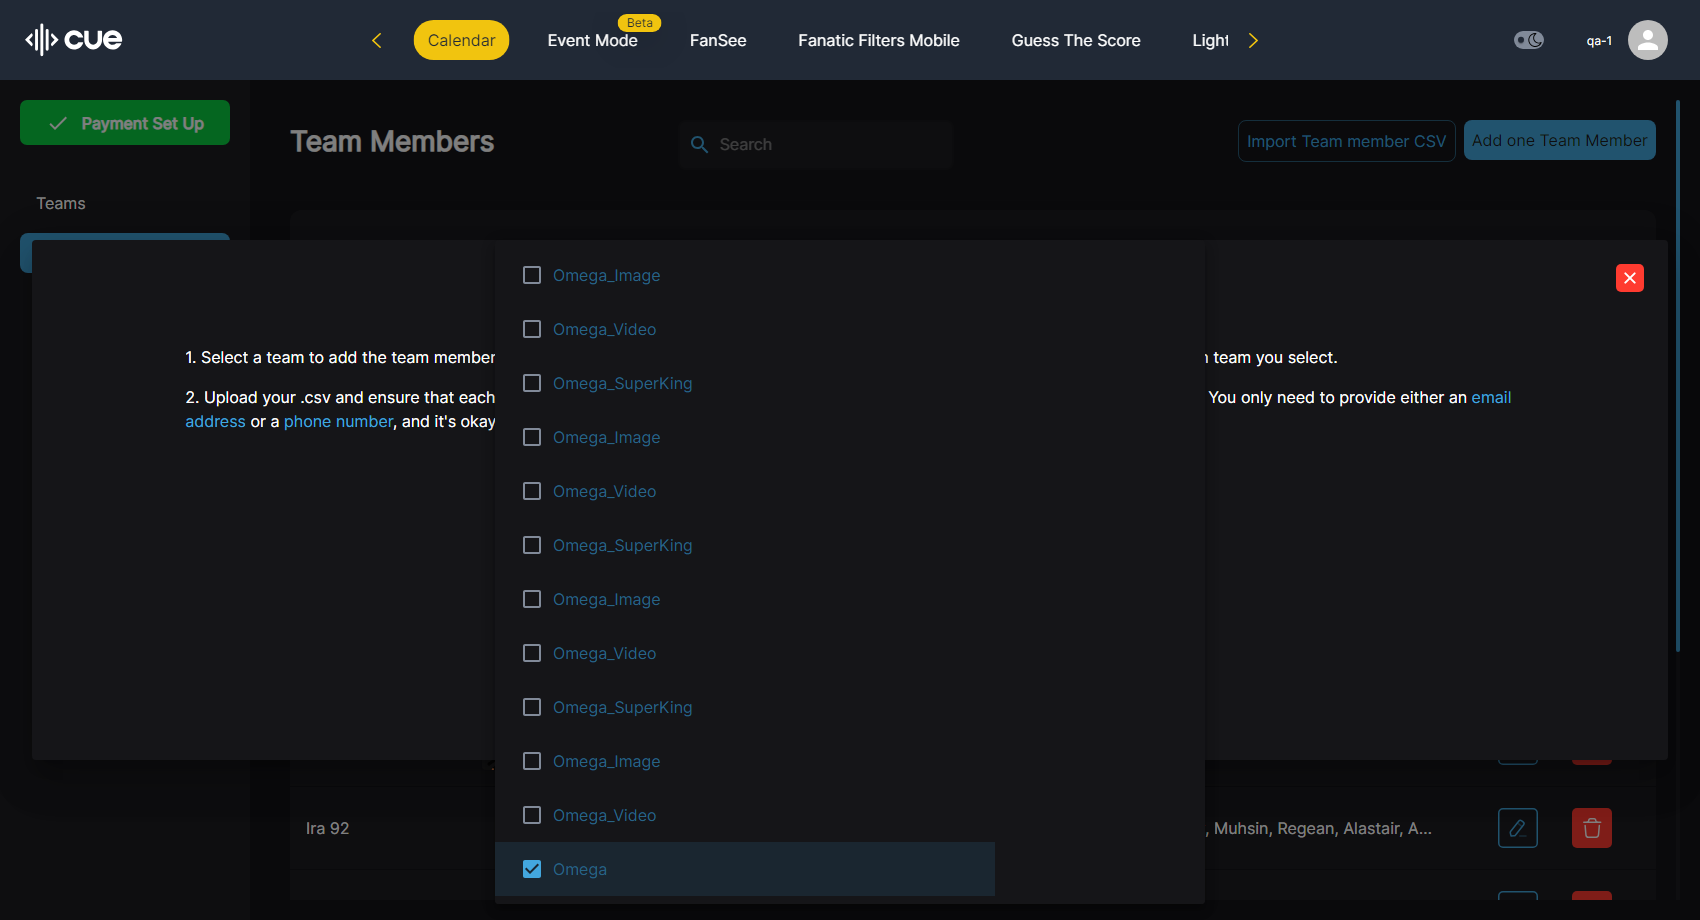 cue
Calendar
Event Mode
Beta
FanSee
Fanatic Filters Mobile
Guess The Score
Light
qa-1
Payment Set Up
Team Members
Search
Import Team member CSV
Add one Team Member
Teams
Omega_Image
Omega_Video
1. Select a team to add the team member
team you select.
Omega_SuperKing
2. Upload your .csv and ensure that each
You only need to provide either an email
address or a phone number, and it's okay
Omega_Image
Omega_Video
Omega_SuperKing
Omega_Image
Omega_Video
Omega_SuperKing
Omega_Image
Omega_Video
Ira 92
, Muhsin, Regean, Alastair, A...
Omega